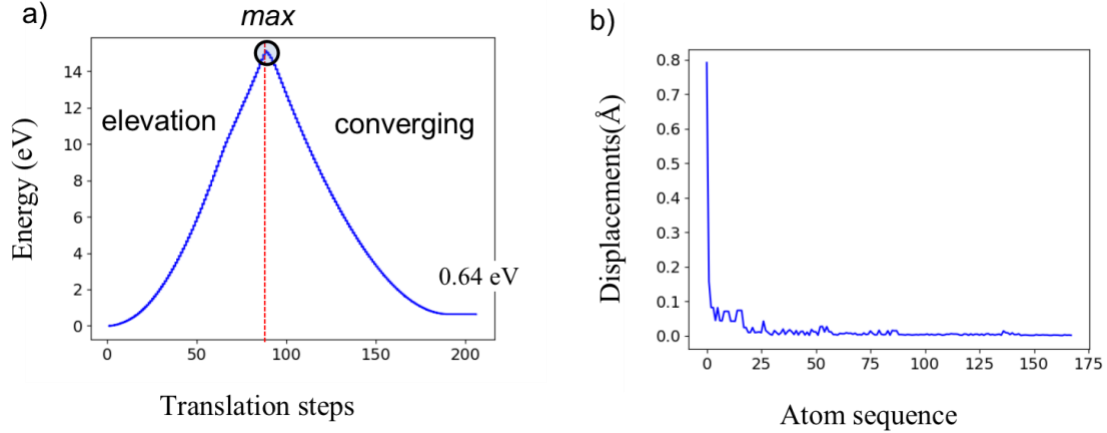 a)
max
elevation
converging
0.64 eV
Energy (eV)
14
12
10
8
6
4
2
0
0 50 100 150 200
Translation steps
b)
Displacements(Å)
0.8
0.7
0.6
0.5
0.4
0.3
0.2
0.1
0.0
0 25 50 75 100 125 150 175
Atom sequence